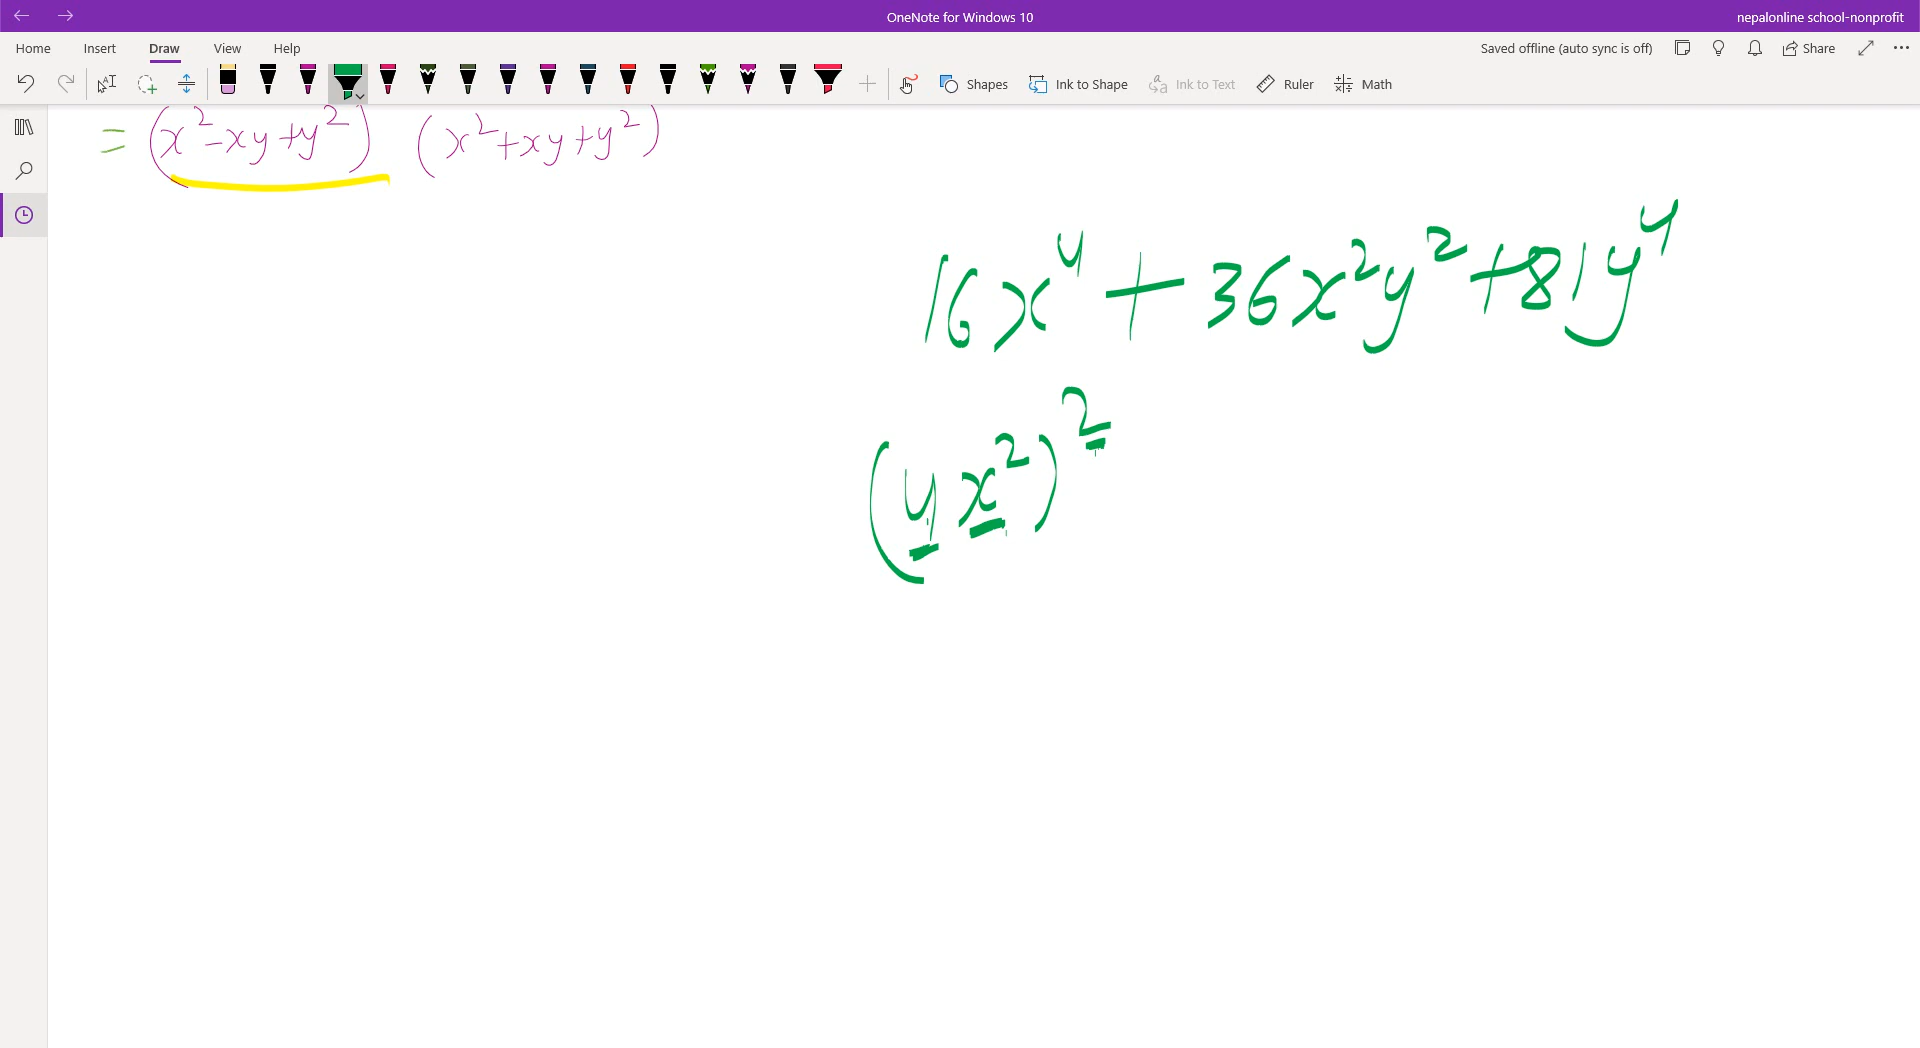 OneNote for Windows 10
nepalonline school-nonprofit
Home Insert Draw View Help
Saved offline (auto sync is off) Share
Shapes Ink to Shape Ink to Text Ruler Math
= (x² - xy + y²) (x² + xy + y²)
16x⁴ + 36x²y² + 81y⁴
(4x²)²